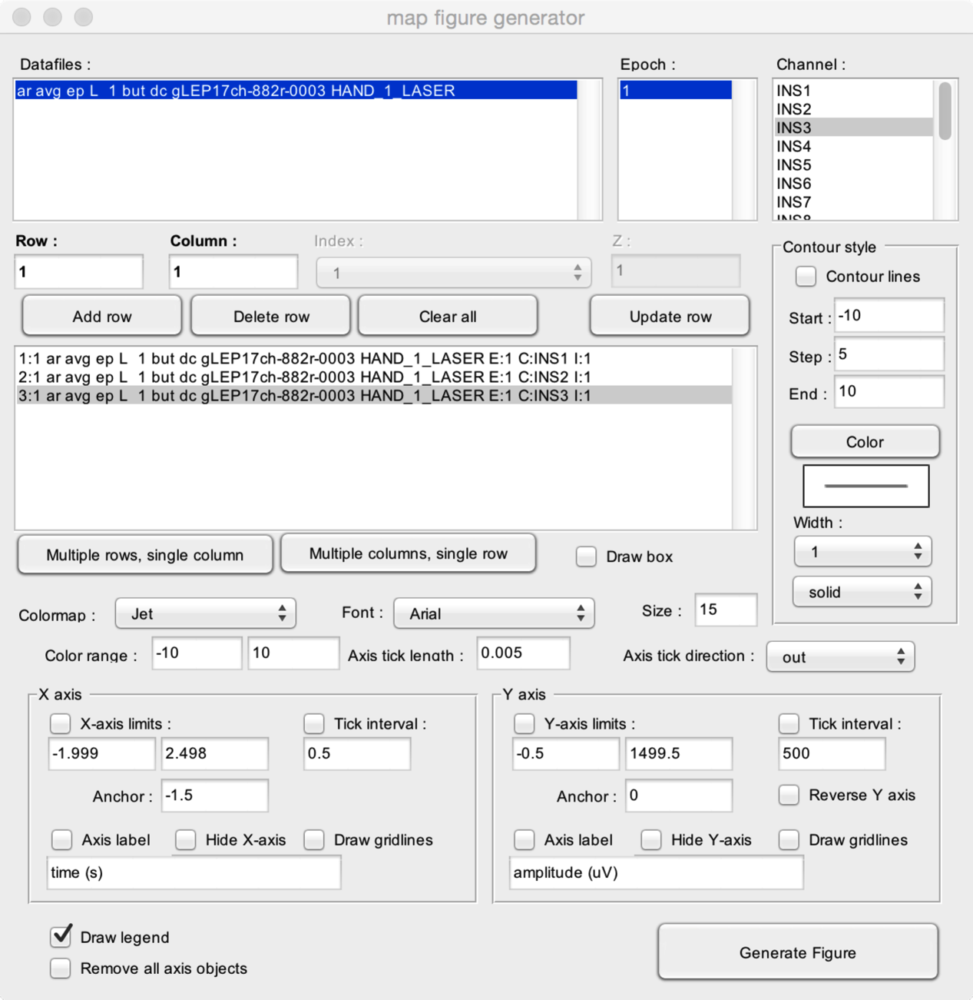 map figure generator
Datafiles :
Epoch :
Channel :
ar avg ep L  1 but dc gLEP17ch-882r-0003 HAND_1_LASER
1
INS1
INS2
INS3
INS4
INS5
INS6
INS7
INS8
Row :
Column :
Index :
Z :
1
1
1
1
Add row
Delete row
Clear all
Update row
1:1 ar avg ep L  1 but dc gLEP17ch-882r-0003 HAND_1_LASER E:1 C:INS1 I:1
2:1 ar avg ep L  1 but dc gLEP17ch-882r-0003 HAND_1_LASER E:1 C:INS2 I:1
3:1 ar avg ep L  1 but dc gLEP17ch-882r-0003 HAND_1_LASER E:1 C:INS3 I:1
Contour style
Contour lines
Start : -10
Step : 5
End : 10
Color
Width :
1
solid
Multiple rows, single column
Multiple columns, single row
Draw box
Colormap : Jet
Font : Arial
Size : 15
Color range : -10 10
Axis tick length : 0.005
Axis tick direction : out
X axis
X-axis limits :
Tick interval :
-1.999 2.498
0.5
Anchor : -1.5
Axis label
Hide X-axis
Draw gridlines
time (s)
Y axis
Y-axis limits :
Tick interval :
-0.5 1499.5
500
Anchor : 0
Reverse Y axis
Axis label
Hide Y-axis
Draw gridlines
amplitude (uV)
Draw legend
Remove all axis objects
Generate Figure